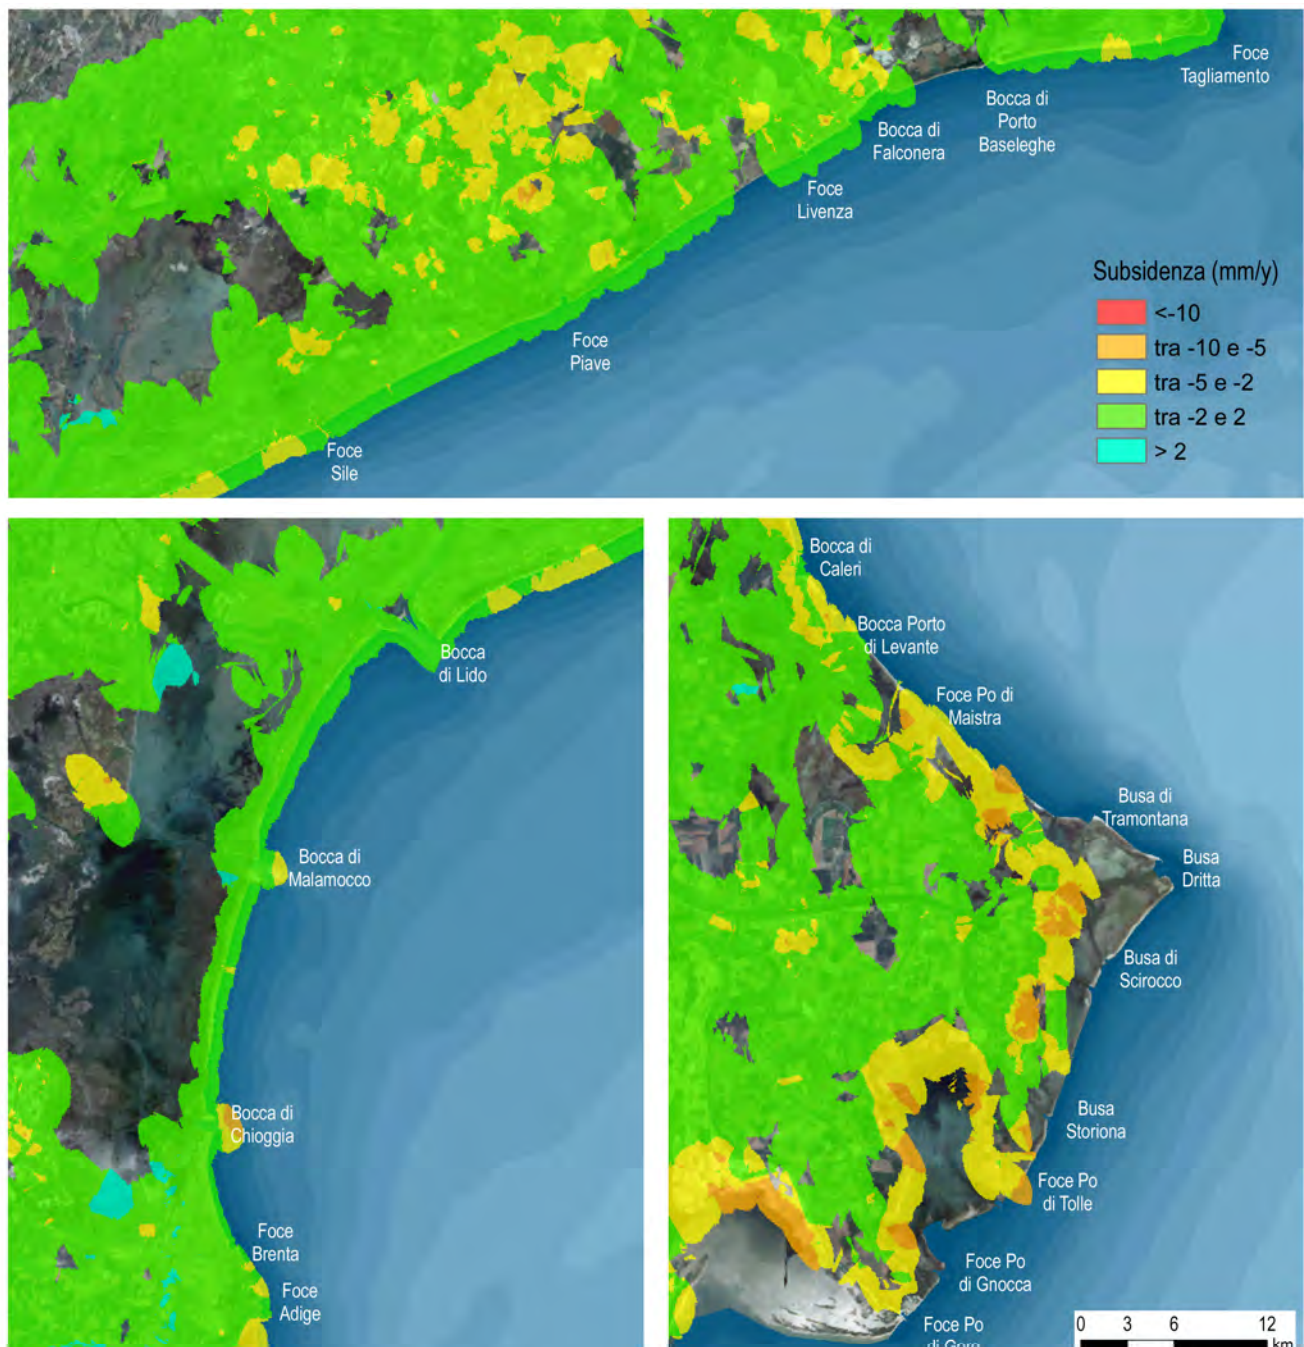 Foce
Tagliamento
Bocca di
Porto
Baseleghe
Bocca di
Falconera
Foce
Livenza
Subsidenza (mm/y)
<-10
tra -10 e -5
tra -5 e -2
tra -2 e 2
> 2
Foce
Piave
Foce
Sile
Bocca
di Lido
Bocca di
Malamocco
Bocca di
Chioggia
Foce
Brenta
Foce
Adige
Bocca di
Caleri
Bocca Porto
di Levante
Foce Po di
Maistra
Busa di
Tramontana
Busa
Dritta
Busa di
Scirocco
Busa
Storiona
Foce Po
di Tolle
Foce Po
di Gnocca
Foce Po
di Goro
0 3 6 12
km